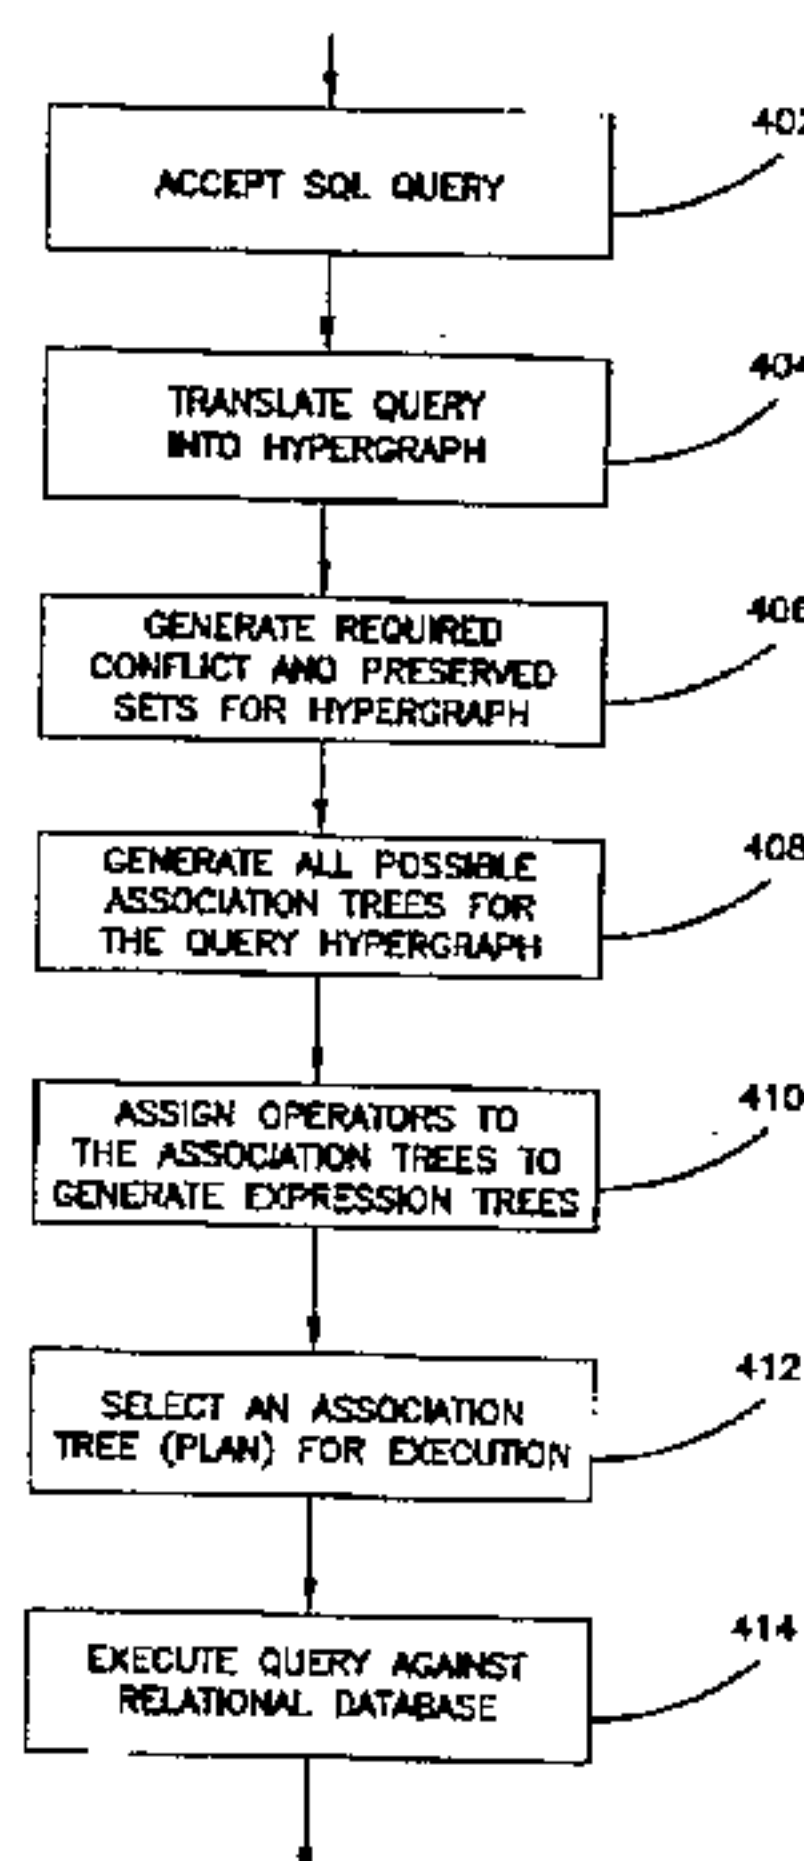 402
ACCEPT SQL QUERY
404
TRANSLATE QUERY
INTO HYPERGRAPH
406
GENERATE REQUIRED
CONFLICT AND PRESERVED
SETS FOR HYPERGRAPH
408
GENERATE ALL POSSIBLE
ASSOCIATION TREES FOR
THE QUERY HYPERGRAPH
410
ASSIGN OPERATORS TO
THE ASSOCIATION TREES TO
GENERATE EXPRESSION TREES
412
SELECT AN ASSOCIATION
TREE (PLAN) FOR EXECUTION
414
EXECUTE QUERY AGAINST
RELATIONAL DATABASE